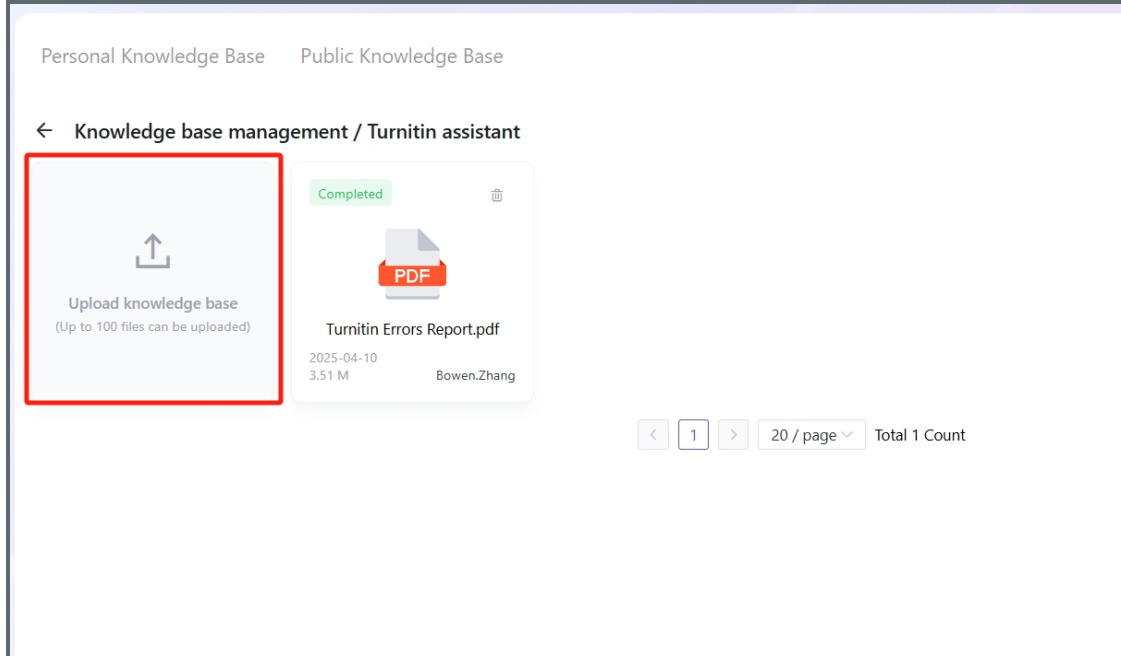 Personal Knowledge Base
Public Knowledge Base
Knowledge base management / Turnitin assistant
Upload knowledge base
(Up to 100 files can be uploaded)
Completed
PDF
Turnitin Errors Report.pdf
2025-04-10
3.51 M
Bowen.Zhang
1
20 / page
Total 1 Count